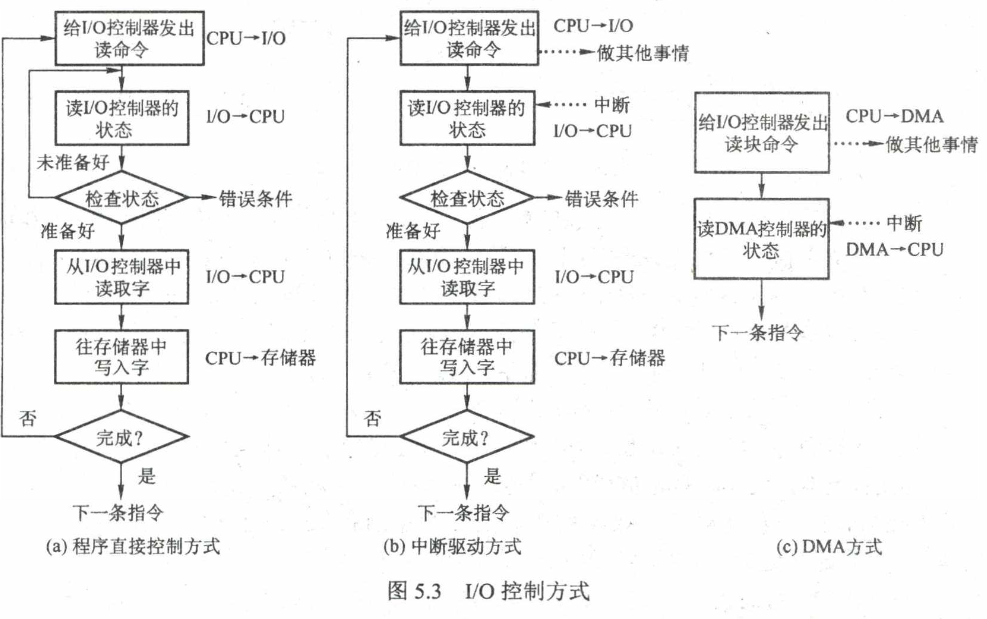 给I/O控制器发出
读命令
CPU→I/O
读I/O控制器的
状态
I/O→CPU
未准备好
检查状态
错误条件
准备好
从I/O控制器中
读取字
I/O→CPU
往存储器中
写入字
CPU→存储器
否
完成?
是
下一条指令
(a) 程序直接控制方式
给I/O控制器发出
读命令
CPU→I/O
做其他事情
读I/O控制器的
状态
中断
I/O→CPU
检查状态
错误条件
准备好
从I/O控制器中
读取字
I/O→CPU
往存储器中
写入字
CPU→存储器
否
完成?
是
下一条指令
(b) 中断驱动方式
给I/O控制器发出
读块命令
CPU→DMA
做其他事情
读DMA控制器的
状态
中断
DMA→CPU
下一条指令
(c) DMA方式
图 5.3 I/O 控制方式